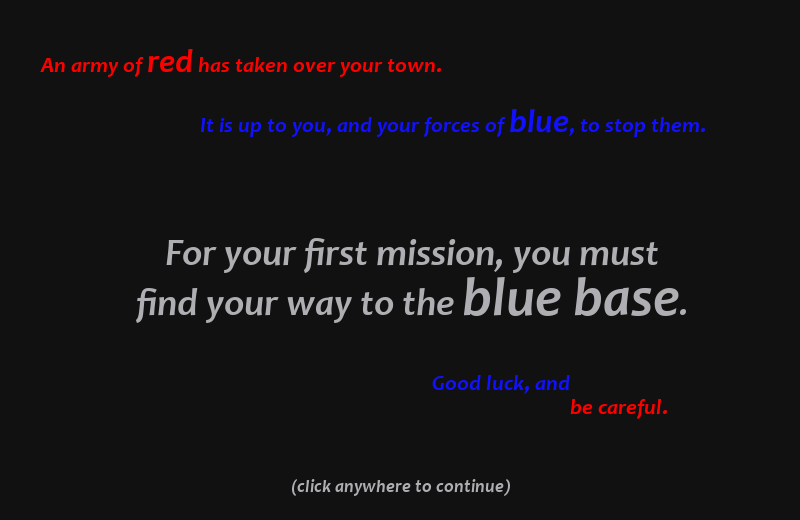 An army of red has taken over your town.
It is up to you, and your forces of blue, to stop them.
For your first mission, you must
find your way to the blue base.
Good luck, and
be careful.
(click anywhere to continue)